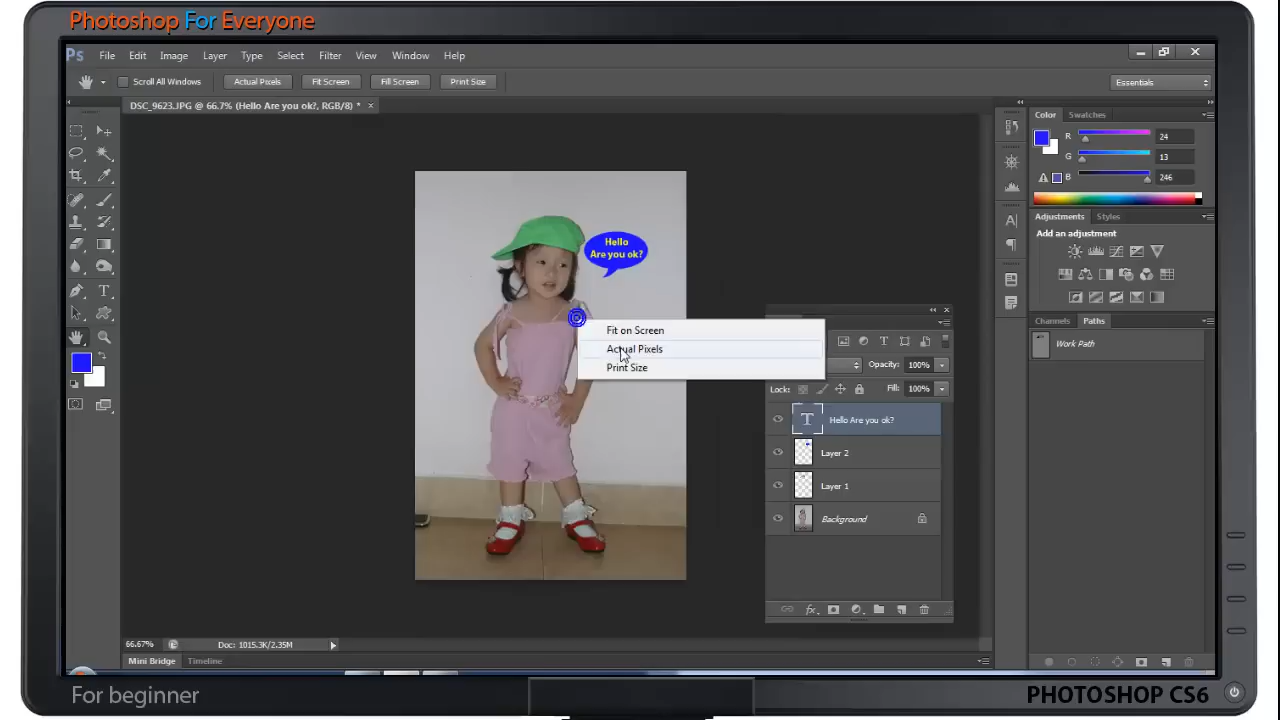 Photoshop For Everyone
Ps File Edit Image Layer Type Select Filter View Window Help
Scroll All Windows Actual Pixels Fit Screen Fill Screen Print Size Essentials
DSC_9623.JPG @ 66.7% (Hello Are you ok?, RGB/8) * ×
Color Swatches
R 24
G 13
B 246
Adjustments Styles
Add an adjustment
Hello
Are you ok?
Fit on Screen
Actual Pixels
Print Size
Channels Paths
Work Path
Opacity: 100%
Lock: Fill: 100%
T Hello Are you ok?
Layer 2
Layer 1
Background
66.67% Doc: 1015.3K/2.35M
Mini Bridge Timeline
For beginner
PHOTOSHOP CS6